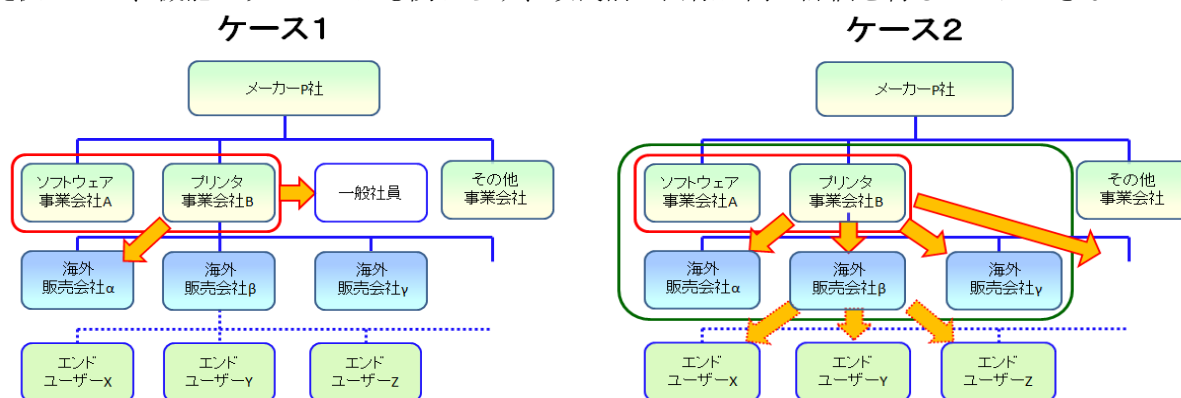 ケース1
ケース2
メーカーP社
ソフトウェア
事業会社A
プリンタ
事業会社B
一般社員
その他
事業会社
海外
販売会社α
海外
販売会社β
海外
販売会社γ
エンド
ユーザーX
エンド
ユーザーY
エンド
ユーザーZ
メーカーP社
ソフトウェア
事業会社A
プリンタ
事業会社B
その他
事業会社
海外
販売会社α
海外
販売会社β
海外
販売会社γ
エンド
ユーザーX
エンド
ユーザーY
エンド
ユーザーZ